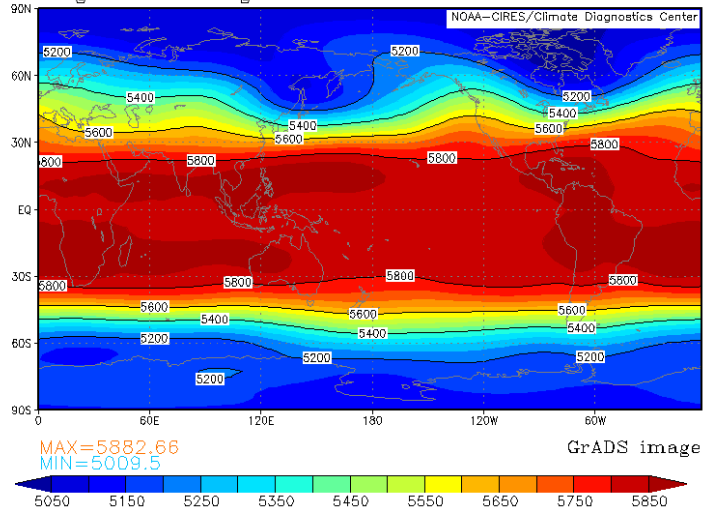 90N
NOAA-CIRES/Climate Diagnostics Center
5200
5200
60N
5400
5200
5400
5400
5600
5600
5600
30N
5800
5800
5800
EQ
30S
5800
5800
5800
5800
5600
5600
5600
5400
5400
5400
60S
5200
5200
5200
5200
90S
0
60E
120E
180
120W
60W
MAX=5882.66
MIN=5009.5
GrADS image
5050 5150 5250 5350 5450 5550 5650 5750 5850